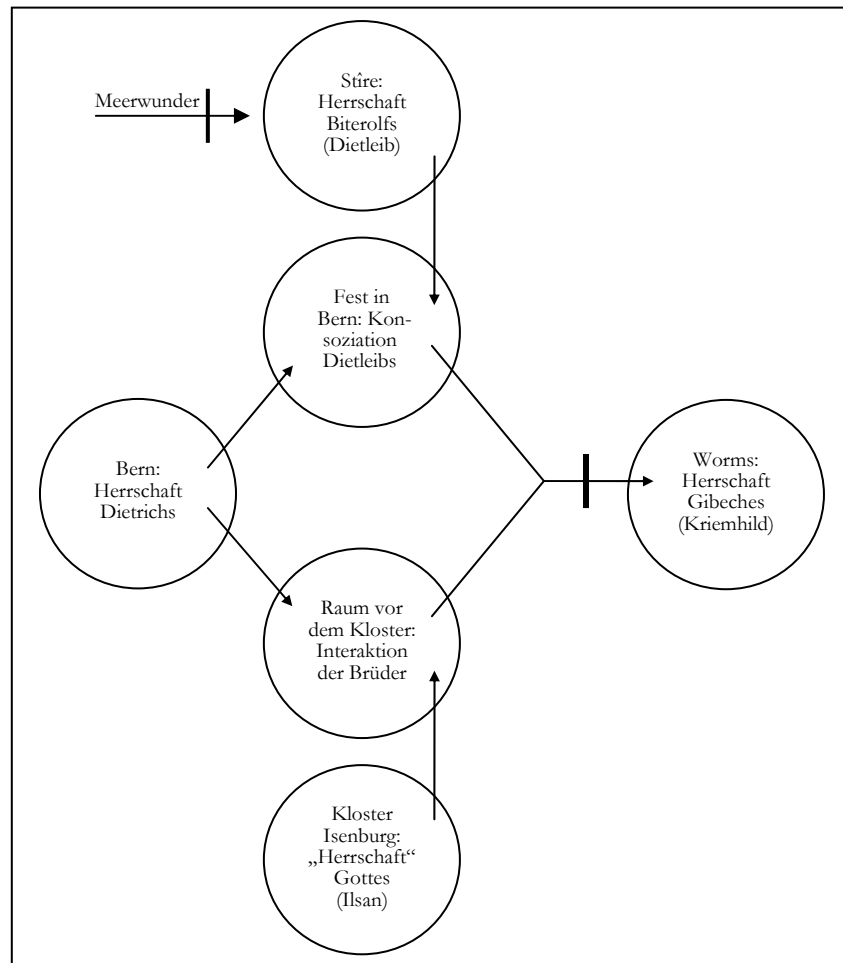 Meerwunder
Stîre:
Herrschaft
Biterolfs
(Dietleib)
Fest in
Bern: Kon-
soziation
Dietleibs
Bern:
Herrschaft
Dietrichs
Worms:
Herrschaft
Gibeches
(Kriemhild)
Raum vor
dem Kloster:
Interaktion
der Brüder
Kloster
Isenburg:
„Herrschaft“
Gottes
(Ilsan)